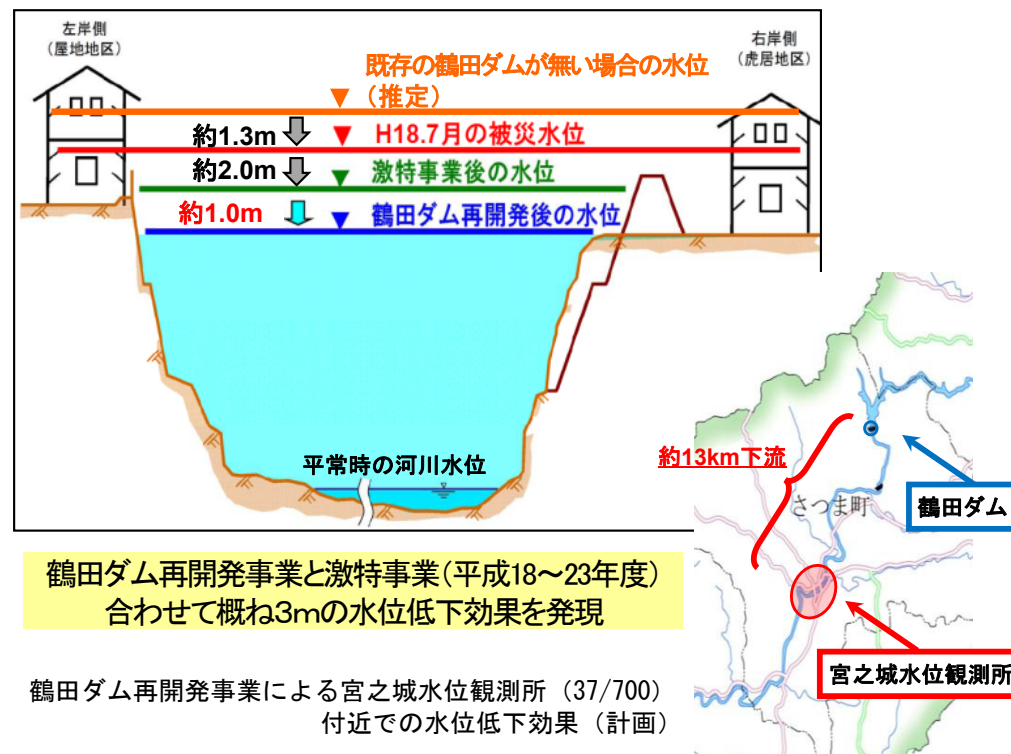 左岸側
(屋地地区)
右岸側
(虎居地区)
既存の鶴田ダムが無い場合の水位
(推定)
約1.3m
H18.7月の被災水位
約2.0m
激特事業後の水位
約1.0m
鶴田ダム再開発後の水位
平常時の河川水位
約13km下流
さつま町
鶴田ダム
宮之城水位観測所
鶴田ダム再開発事業と激特事業(平成18～23年度)
合わせて概ね3mの水位低下効果を発現
鶴田ダム再開発事業による宮之城水位観測所（37/700）
付近での水位低下効果（計画）